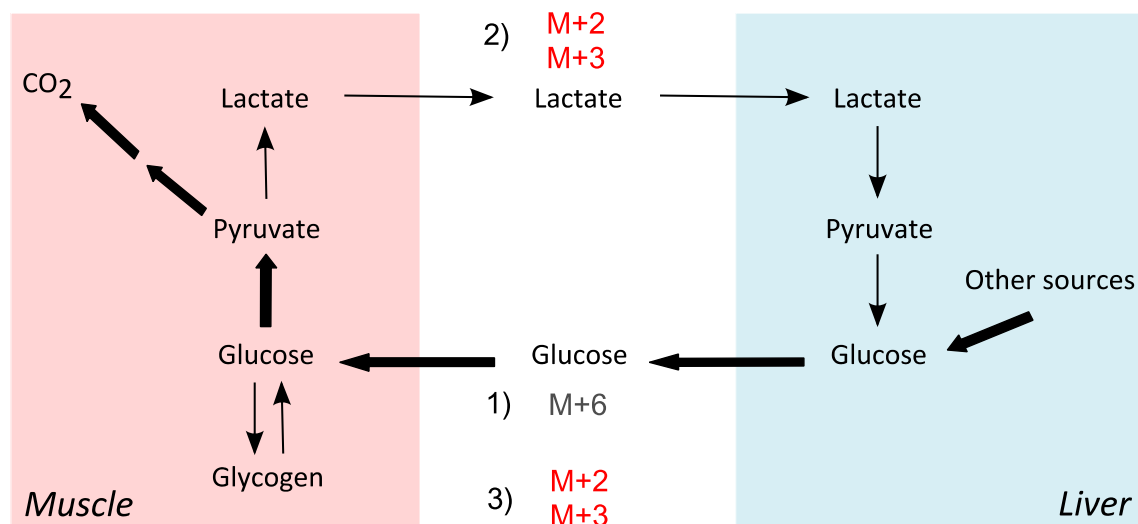 2) M+2
M+3
CO2
Lactate
Lactate
Lactate
Pyruvate
Pyruvate
Other sources
Glucose
Glucose
Glucose
1) M+6
Glycogen
3) M+2
M+3
Muscle
Liver